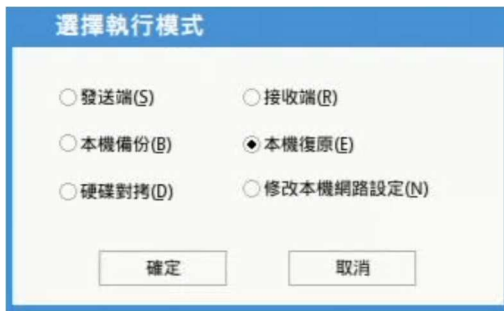 選擇執行模式
發送端(S) 接收端(R)
本機備份(B) 本機復原(E)
硬碟對拷(D) 修改本機網路設定(N)
確定 取消